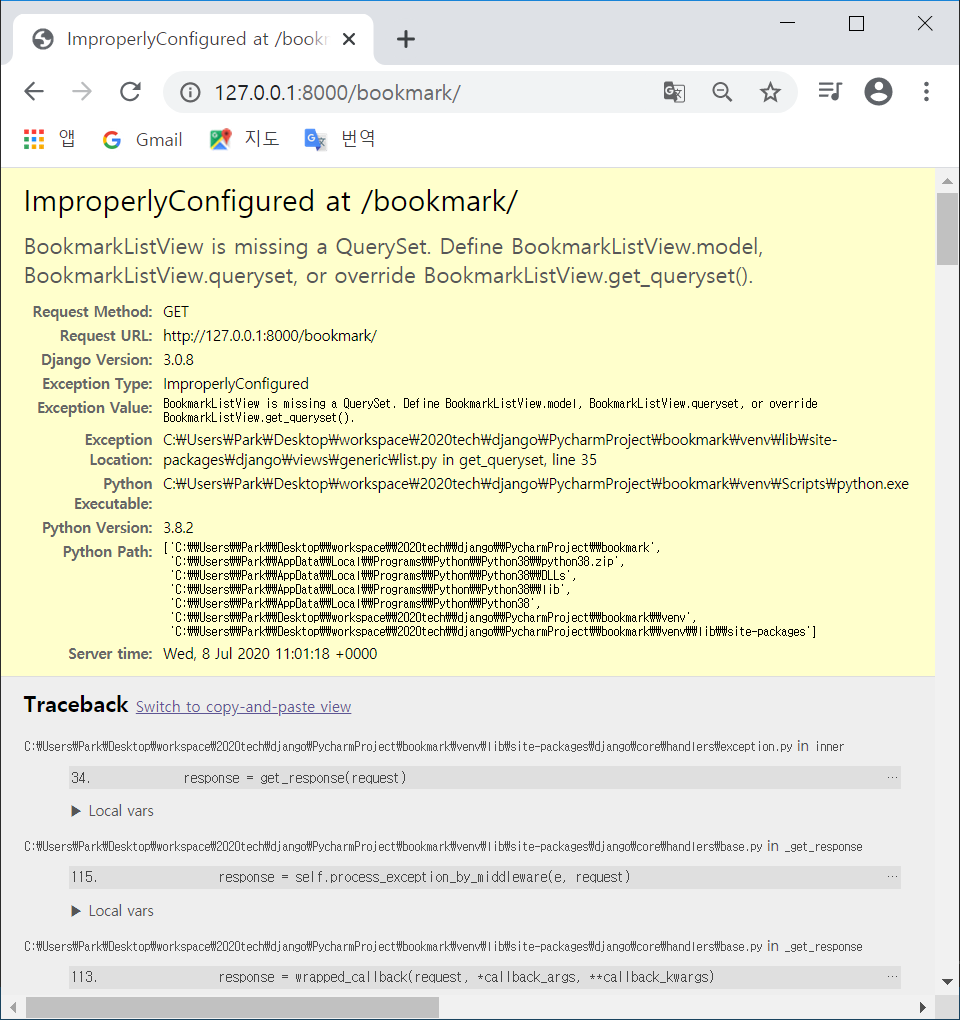 ImproperlyConfigured at /bookr
127.0.0.1:8000/bookmark/
앱 Gmail 지도 번역
ImproperlyConfigured at /bookmark/
BookmarkListView is missing a QuerySet. Define BookmarkListView.model,
BookmarkListView.queryset, or override BookmarkListView.get_queryset().
Request Method: GET
Request URL: http://127.0.0.1:8000/bookmark/
Django Version: 3.0.8
Exception Type: ImproperlyConfigured
Exception Value: BookmarkListView is missing a QuerySet. Define BookmarkListView.model, BookmarkListView.queryset, or override
BookmarkListView.get_queryset().
Exception C:₩Users₩Park₩Desktop₩workspace₩2020tech₩django₩PycharmProject₩bookmark₩venv₩lib₩site-
Location: packages₩django₩views₩generic₩list.py in get_queryset, line 35
Python C:₩Users₩Park₩Desktop₩workspace₩2020tech₩django₩PycharmProject₩bookmark₩venv₩Scripts₩python.exe
Executable:
Python Version: 3.8.2
Python Path: ['C:₩₩Users₩₩Park₩₩Desktop₩₩workspace₩₩2020tech₩₩django₩₩PycharmProject₩₩bookmark',
'C:₩₩Users₩₩Park₩₩AppData₩₩Local₩₩Programs₩₩Python₩₩Python38₩₩python38.zip',
'C:₩₩Users₩₩Park₩₩AppData₩₩Local₩₩Programs₩₩Python₩₩Python38₩₩DLLs',
'C:₩₩Users₩₩Park₩₩AppData₩₩Local₩₩Programs₩₩Python₩₩Python38₩₩lib',
'C:₩₩Users₩₩Park₩₩AppData₩₩Local₩₩Programs₩₩Python₩₩Python38',
'C:₩₩Users₩₩Park₩₩Desktop₩₩workspace₩₩2020tech₩₩django₩₩PycharmProject₩₩bookmark₩₩venv',
'C:₩₩Users₩₩Park₩₩Desktop₩₩workspace₩₩2020tech₩₩django₩₩PycharmProject₩₩bookmark₩₩venv₩₩lib₩₩site-packages']
Server time: Wed, 8 Jul 2020 11:01:18 +0000
Traceback Switch to copy-and-paste view
C:₩Users₩Park₩Desktop₩workspace₩2020tech₩django₩PycharmProject₩bookmark₩venv₩lib₩site-packages₩django₩core₩handlers₩exception.py in inner
34. response = get_response(request) …
▶ Local vars
C:₩Users₩Park₩Desktop₩workspace₩2020tech₩django₩PycharmProject₩bookmark₩venv₩lib₩site-packages₩django₩core₩handlers₩base.py in _get_response
115. response = self.process_exception_by_middleware(e, request) …
▶ Local vars
C:₩Users₩Park₩Desktop₩workspace₩2020tech₩django₩PycharmProject₩bookmark₩venv₩lib₩site-packages₩django₩core₩handlers₩base.py in _get_response
113. response = wrapped_callback(request, *callback_args, **callback_kwargs) …